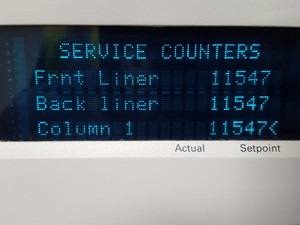 SERVICE COUNTERS
Frnt Liner 11547
Back liner 11547
Column 1 11547<
Actual Setpoint